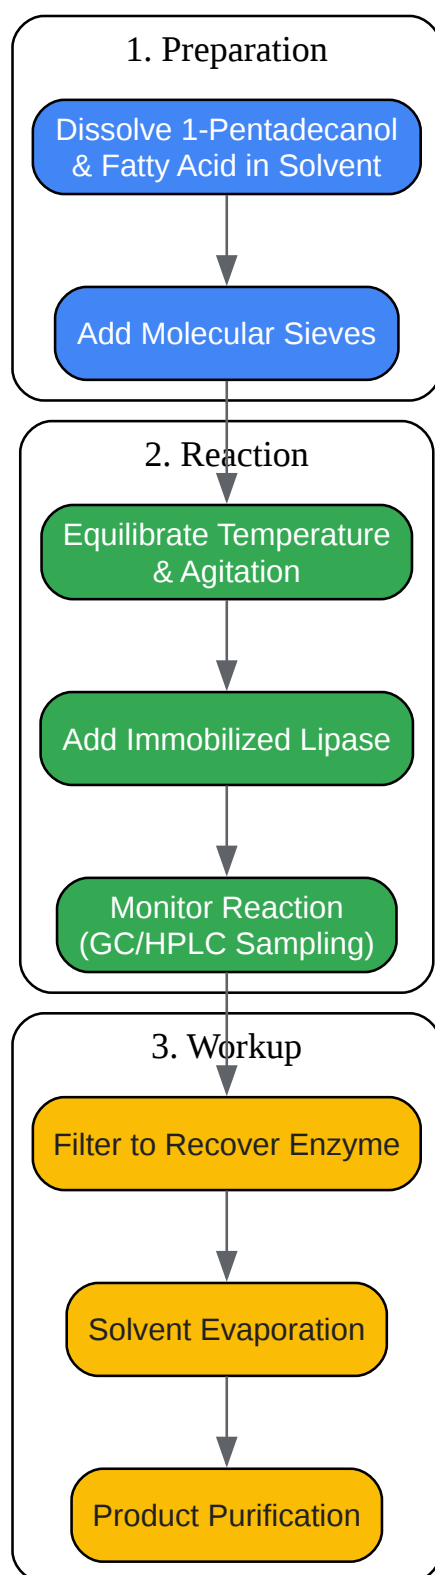 1. Preparation
Dissolve 1-Pentadecanol
& Fatty Acid in Solvent
Add Molecular Sieves
2. Reaction
Equilibrate Temperature
& Agitation
Add Immobilized Lipase
Monitor Reaction
(GC/HPLC Sampling)
3. Workup
Filter to Recover Enzyme
Solvent Evaporation
Product Purification